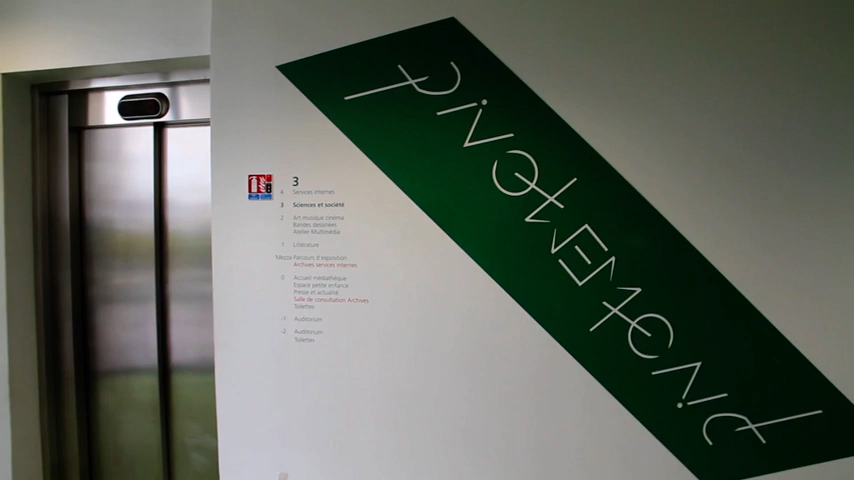 3
4 Services internes
3 Sciences et société
2 Art musique cinéma
Bandes dessinées
Atelier Multimédia
1 Littérature
Mezza Parcours d'exposition
Archives services internes
0 Accueil médiathèque
Espace petite enfance
Presse et actualité
Salle de consultation Archives
Toilettes
-1 Auditorium
-2 Auditorium
Toilettes